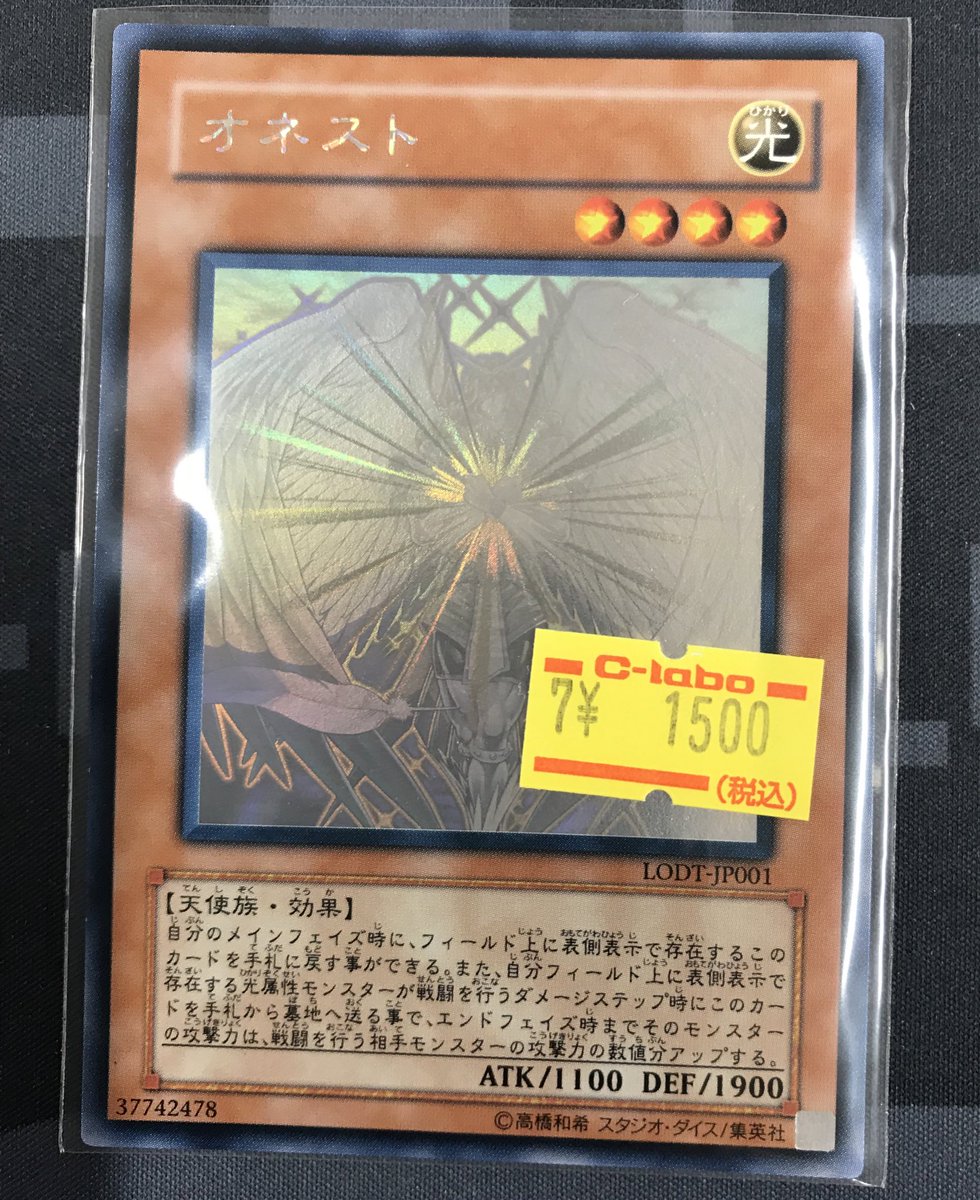 オネスト
ひかり
光
C-labo
7¥ 1500
(税込)
LODT-JP001
【天使族・効果】
自分のメインフェイズ時に、フィールド上に表側表示で存在するこの
カードを手札に戻す事ができる。また、自分フィールド上に表側表示で
存在する光属性モンスターが戦闘を行うダメージステップ時にこのカー
ドを手札から墓地へ送る事で、エンドフェイズ時までそのモンスター
の攻撃力は、戦闘を行う相手モンスターの攻撃力の数値分アップする。
ATK/1100 DEF/1900
37742478
©高橋和希 スタジオ・ダイス/集英社